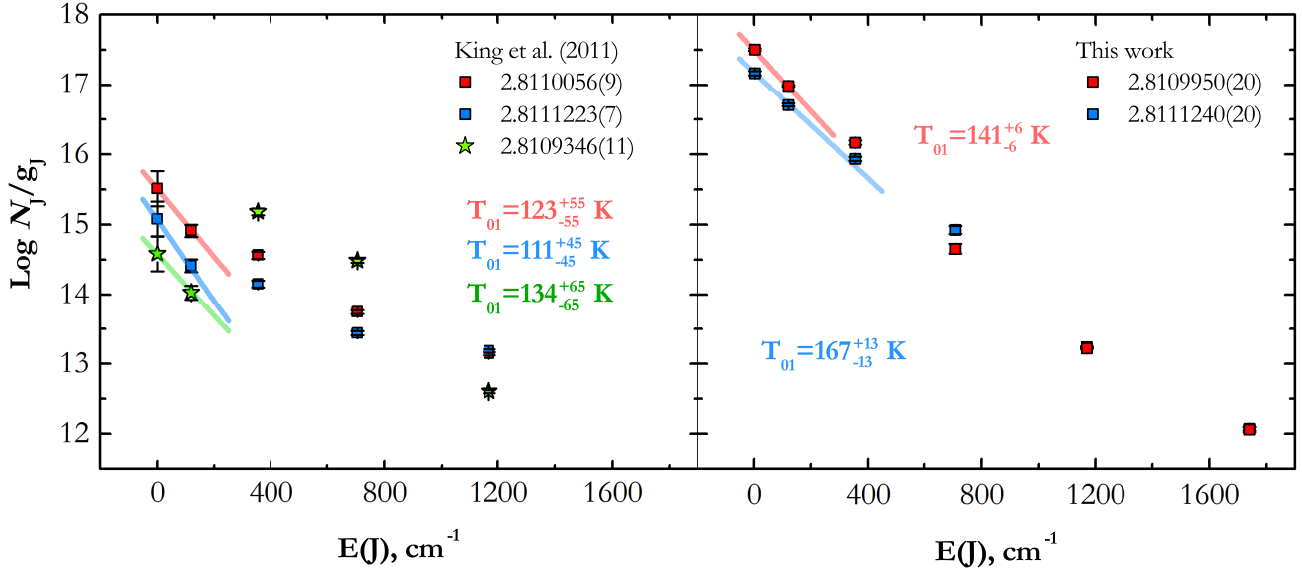 18
17
16
15
14
13
12
Log N_J/g_J
King et al. (2011)
2.8110056(9)
2.8111223(7)
2.8109346(11)
T_01=123^{+55}_{-55} K
T_01=111^{+45}_{-45} K
T_01=134^{+65}_{-65} K
0 400 800 1200 1600
E(J), cm^{-1}
This work
2.8109950(20)
2.8111240(20)
T_01=141^{+6}_{-6} K
T_01=167^{+13}_{-13} K
0 400 800 1200 1600
E(J), cm^{-1}